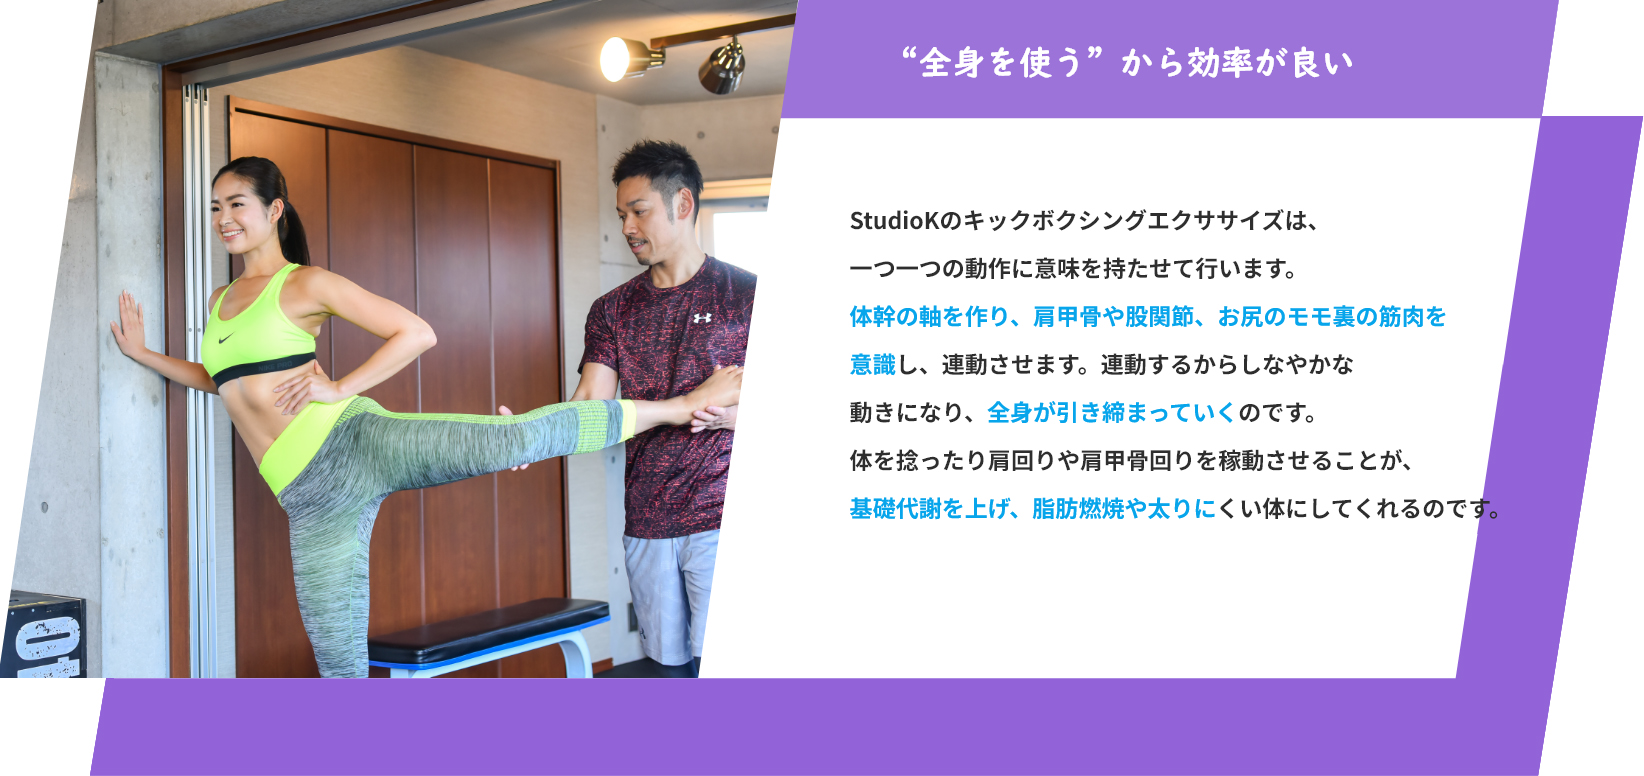 “全身を使う” から効率が良い
StudioKのキックボクシングエクササイズは、
一つ一つの動作に意味を持たせて行います。
体幹の軸を作り、肩甲骨や股関節、お尻のモモ裏の筋肉を
意識し、連動させます。連動するからしなやかな
動きになり、全身が引き締まっていくのです。
体を捻ったり肩回りや肩甲骨回りを稼動させることが、
基礎代謝を上げ、脂肪燃焼や太りにくい体にしてくれるのです。